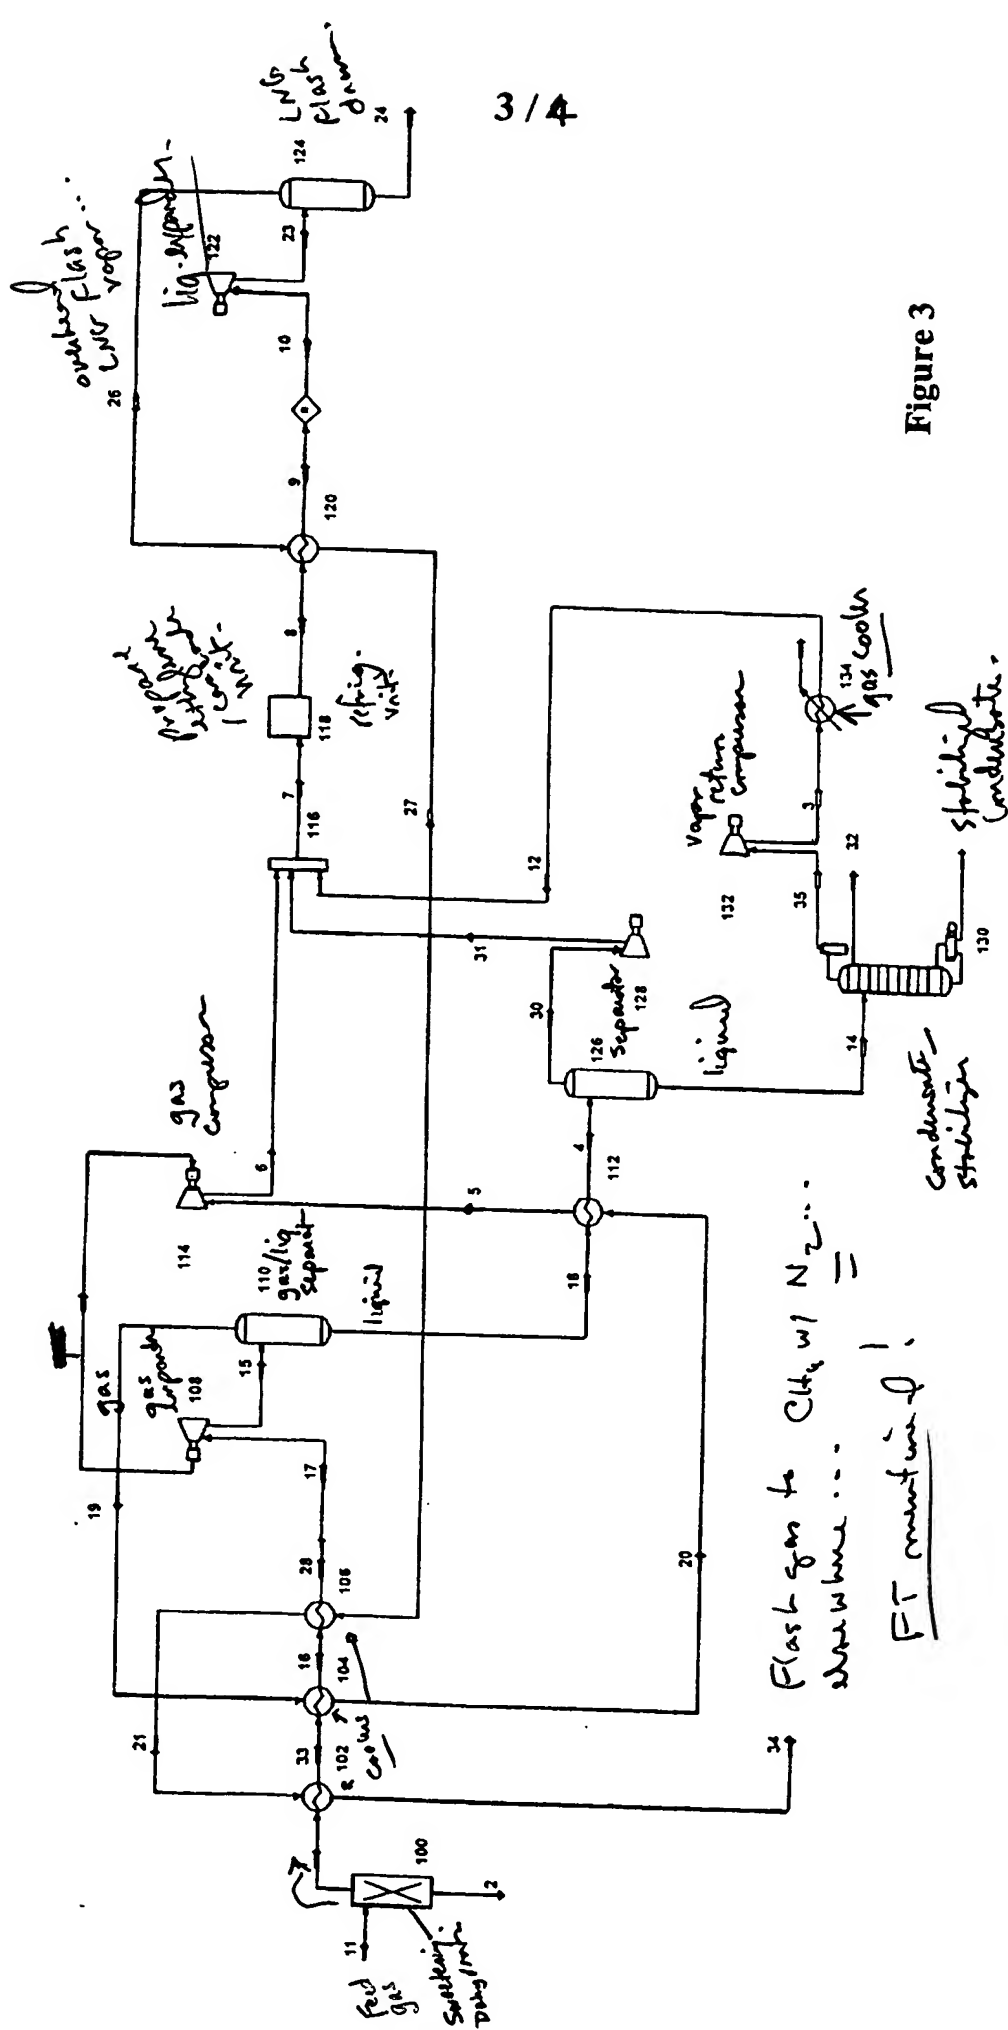 3/4
LNG
Flash
drum
24
124
overhead flash...
LNG
vapor
26
liq. expander
122
23
10
9
120
8
118
refrig.
units
7
116
27
12
vapor
return
compressor
134
gas cooler
3
32
35
132
stabilized
condensate
130
31
30
separator
128
126
liquid
14
condensate
stabilizer
gas
compressor
6
5
4
112
114
110
gas/liq
separator
liquid
18
15
gas
gas
expander
108
19
17
28
106
20
16
104
21
33
102
cools
34
100
2
11
Feed
gas
Flash gas to CH4 w/ N2...
elsewhere...
FT mentioned!
Figure 3